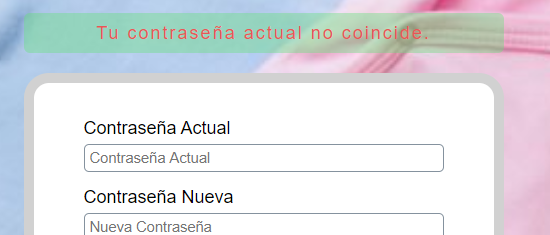 Tu contraseña actual no coincide.
Contraseña Actual
Contraseña Actual
Contraseña Nueva
Nueva Contraseña